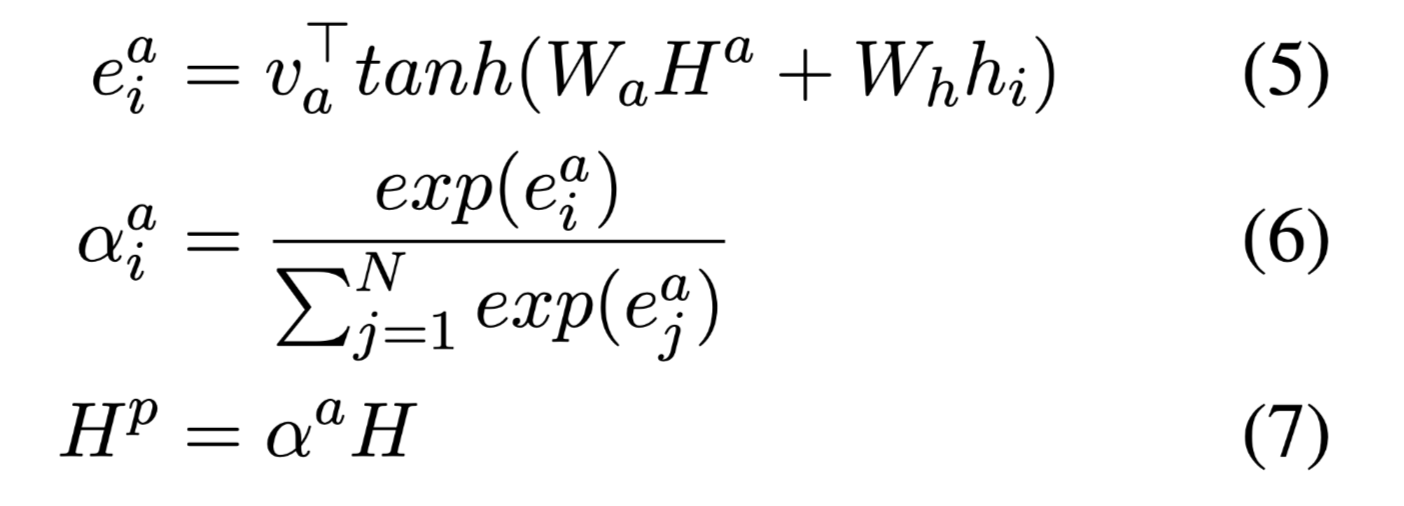 e_i^a = v_a^⊤ tanh(W_a H^a + W_h h_i) (5)
α_i^a = exp(e_i^a) / ∑_{j=1}^N exp(e_j^a) (6)
H^p = α^a H (7)